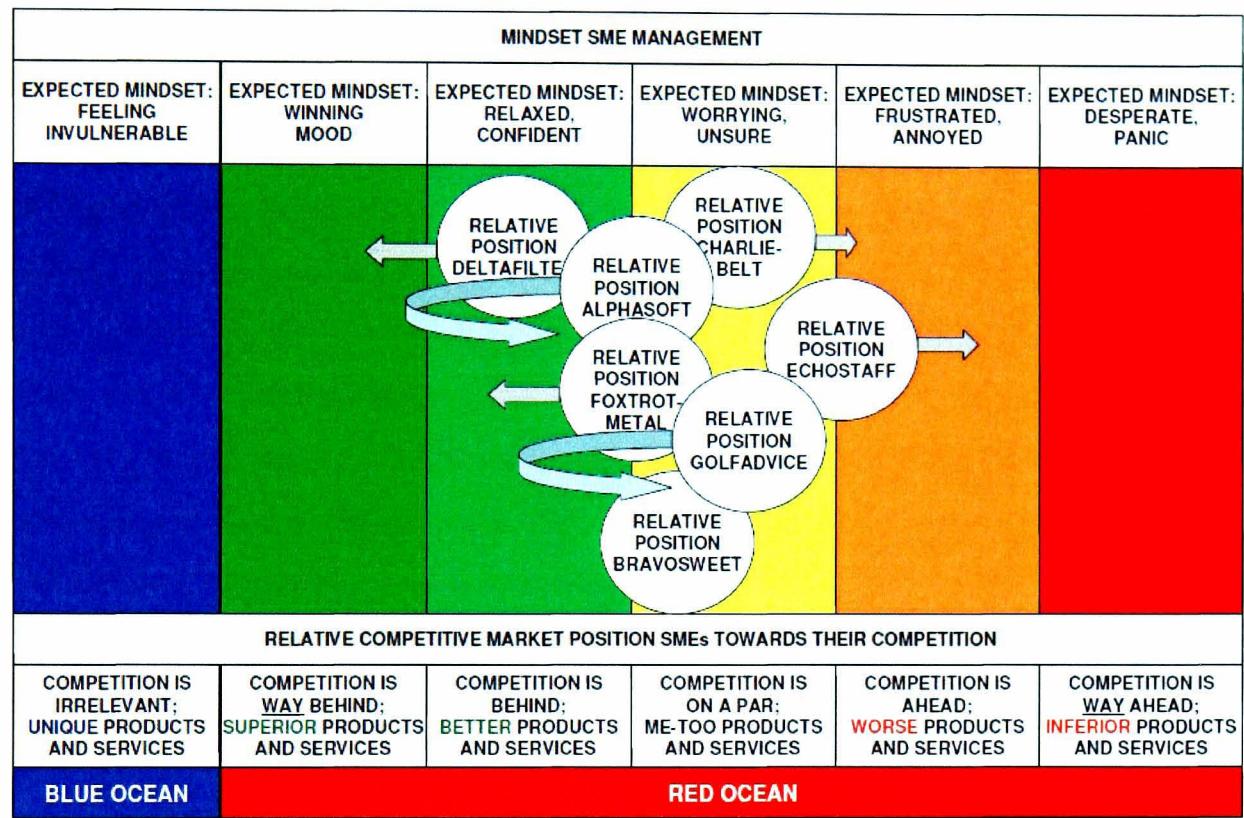 MINDSET SME MANAGEMENT
EXPECTED MINDSET:
FEELING
INVULNERABLE
EXPECTED MINDSET:
WINNING
MOOD
EXPECTED MINDSET:
RELAXED,
CONFIDENT
EXPECTED MINDSET:
WORRYING,
UNSURE
EXPECTED MINDSET:
FRUSTRATED,
ANNOYED
EXPECTED MINDSET:
DESPERATE,
PANIC
RELATIVE
POSITION
DELTAFILTE
RELATIVE
POSITION
CHARLIE-
BELT
RELATIVE
POSITION
ALPHASOFT
RELATIVE
POSITION
ECHOSTAFF
RELATIVE
POSITION
FOXTROT-
METAL
RELATIVE
POSITION
GOLFADVICE
RELATIVE
POSITION
BRAVOSWEET
RELATIVE COMPETITIVE MARKET POSITION SMEs TOWARDS THEIR COMPETITION
COMPETITION IS
IRRELEVANT;
UNIQUE PRODUCTS
AND SERVICES
COMPETITION IS
WAY BEHIND;
SUPERIOR PRODUCTS
AND SERVICES
COMPETITION IS
BEHIND;
BETTER PRODUCTS
AND SERVICES
COMPETITION IS
ON A PAR;
ME-TOO PRODUCTS
AND SERVICES
COMPETITION IS
AHEAD;
WORSE PRODUCTS
AND SERVICES
COMPETITION IS
WAY AHEAD;
INFERIOR PRODUCTS
AND SERVICES
BLUE OCEAN
RED OCEAN